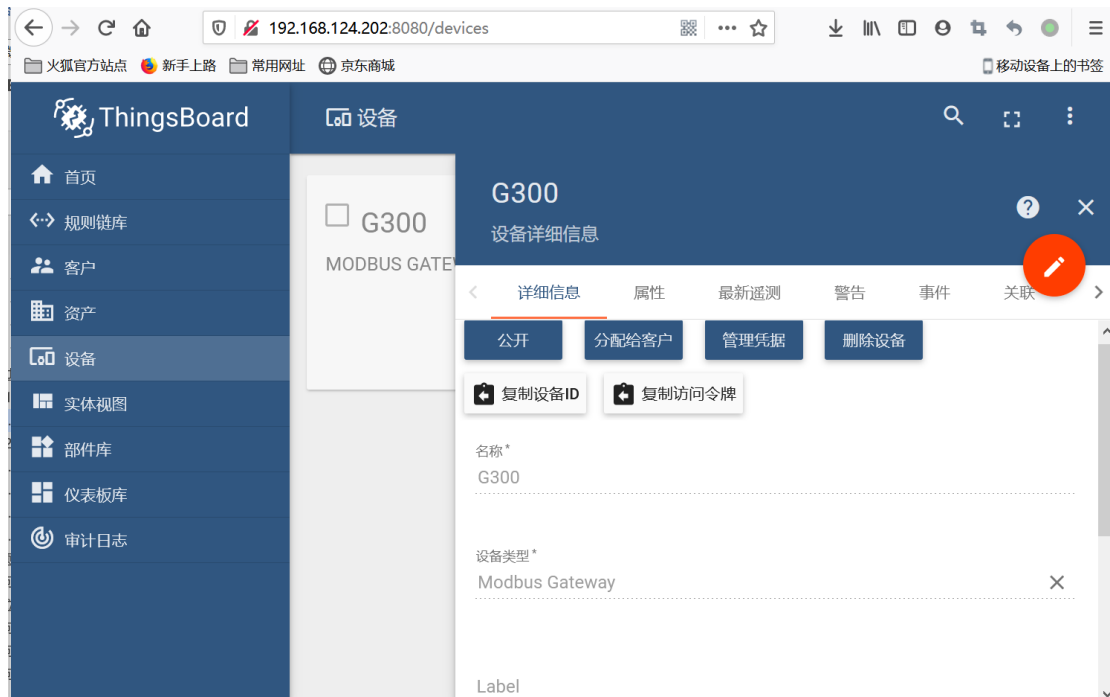 192.168.124.202:8080/devices
火狐官方站点 新手上路 常用网址 京东商城 移动设备上的书签
ThingsBoard
设备
首页
规则链库
客户
资产
设备
实体视图
部件库
仪表板库
审计日志
G300
MODBUS GATE
G300
设备详细信息
详细信息 属性 最新遥测 警告 事件 关联
公开 分配给客户 管理凭据 删除设备
复制设备ID 复制访问令牌
名称*
G300
设备类型*
Modbus Gateway
Label